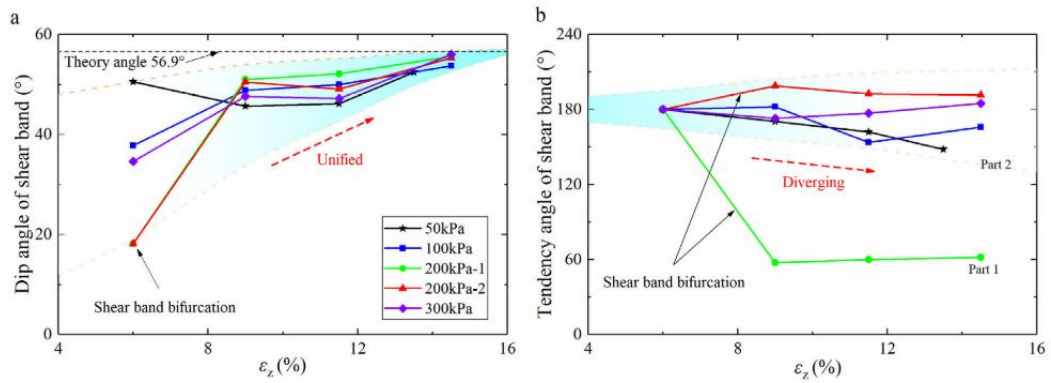 a
60
40
20
0
Dip angle of shear band (°)
Theory angle 56.9°
Unified
Shear band bifurcation
50kPa
100kPa
200kPa-1
200kPa-2
300kPa
4
8
12
16
ε_z (%)
b
240
180
120
60
0
Tendency angle of shear band (°)
Diverging
Part 2
Shear band bifurcation
Part 1
4
8
12
16
ε_z (%)